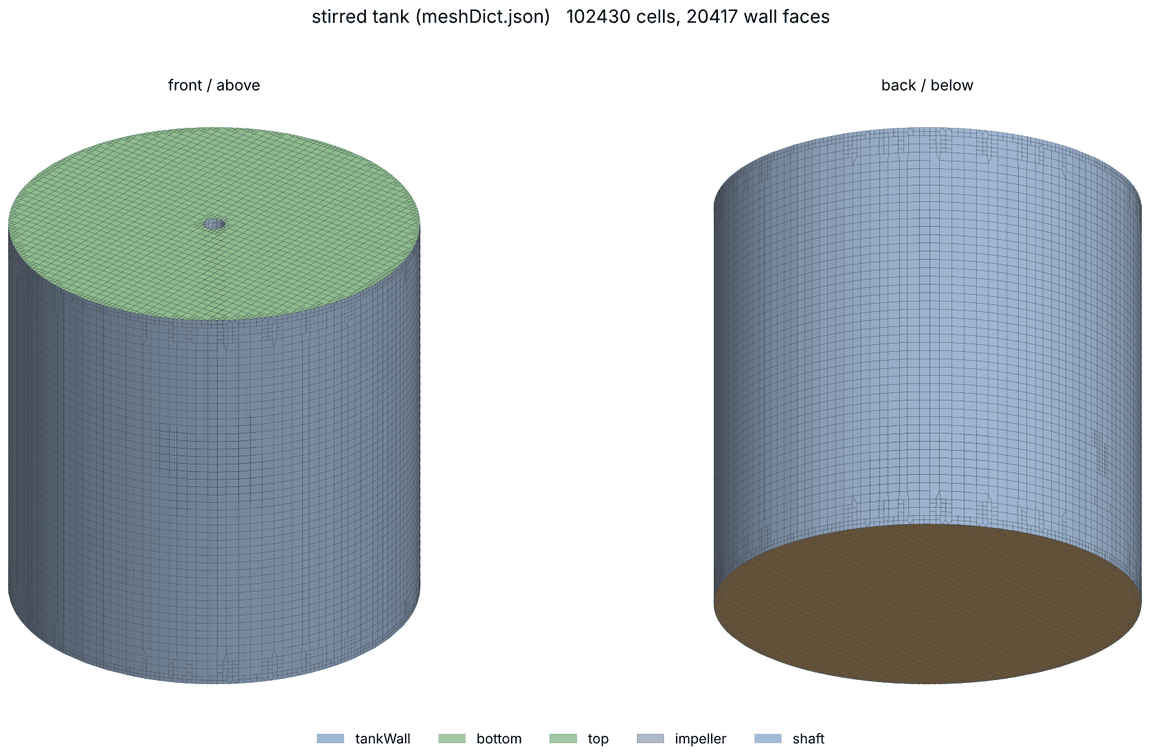 stirred tank (meshDict.json)   102430 cells, 20417 wall faces
front / above
back / below
tankWall
bottom
top
impeller
shaft